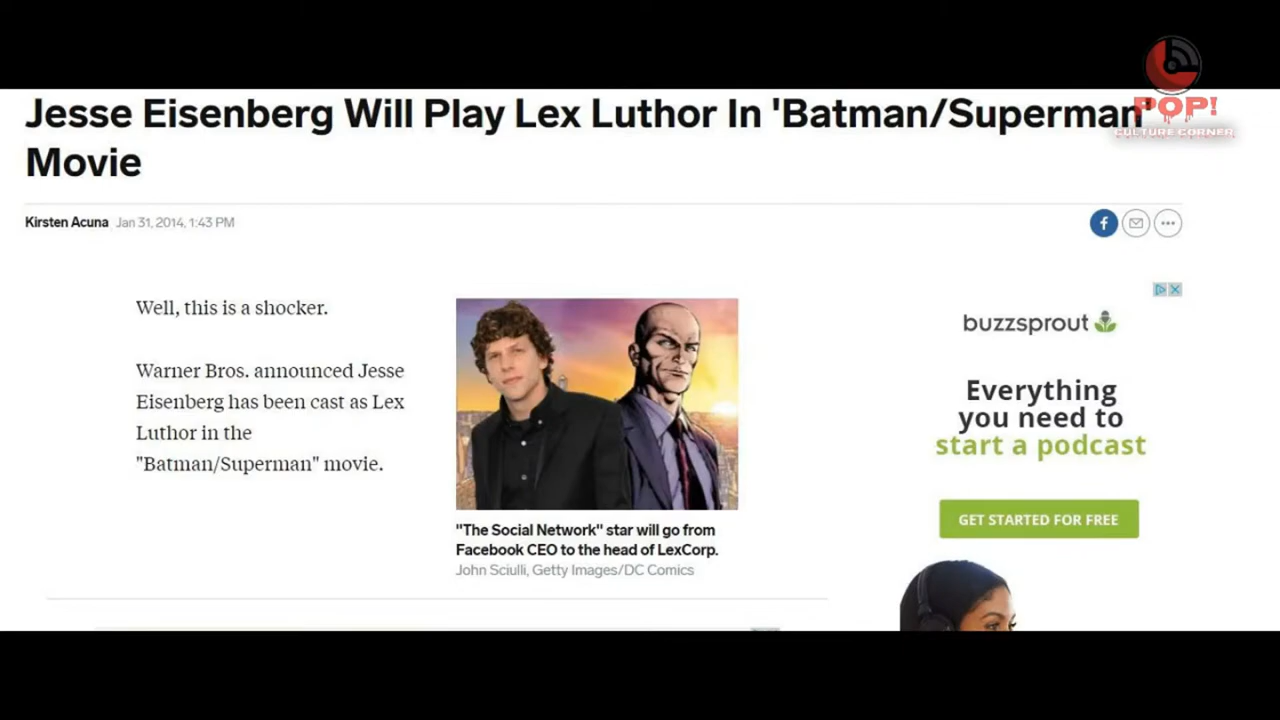 POP!
CULTURE CORNER
Jesse Eisenberg Will Play Lex Luthor In 'Batman/Superman'
Movie
Kirsten Acuna Jan 31, 2014, 1:43 PM
Well, this is a shocker.
Warner Bros. announced Jesse
Eisenberg has been cast as Lex
Luthor in the
"Batman/Superman" movie.
"The Social Network" star will go from
Facebook CEO to the head of LexCorp.
John Sciulli, Getty Images/DC Comics
buzzsprout
Everything
you need to
start a podcast
GET STARTED FOR FREE